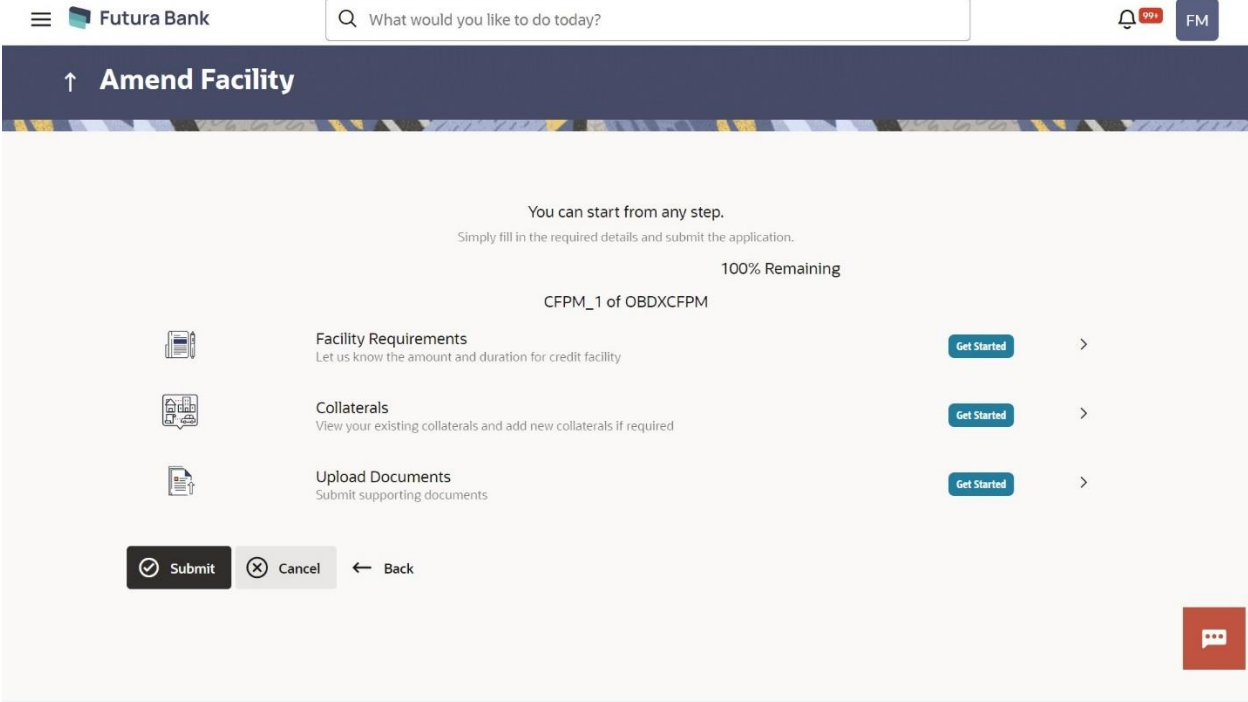 Futura Bank
What would you like to do today?
99+
FM
Amend Facility
You can start from any step.
Simply fill in the required details and submit the application.
100% Remaining
CFPM_1 of OBDXCFPM
Facility Requirements
Let us know the amount and duration for credit facility
Get Started
Collaterals
View your existing collaterals and add new collaterals if required
Get Started
Upload Documents
Submit supporting documents
Get Started
Submit Cancel Back